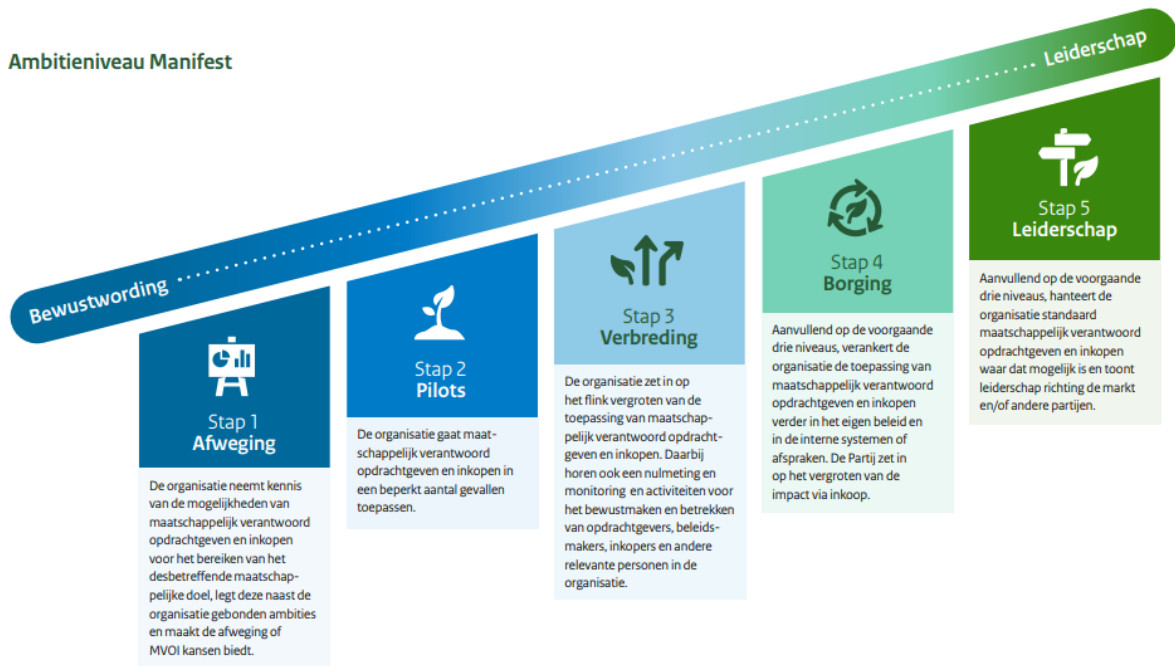 Ambitieniveau Manifest
Bewustwording
Leiderschap
Stap 1
Afweging
De organisatie neemt kennis
van de mogelijkheden van
maatschappelijk verantwoord
opdrachtgeven en inkopen
voor het bereiken van het
desbetreffende maatschap-
pelijke doel, legt deze naast de
organisatie gebonden ambities
en maakt de afweging of
MVOI kansen biedt.
Stap 2
Pilots
De organisatie gaat maat-
schappelijk verantwoord
opdrachtgeven en inkopen in
een beperkt aantal gevallen
toepassen.
Stap 3
Verbreding
De organisatie zet in op
het flink vergroten van de
toepassing van maatschap-
pelijk verantwoord opdracht-
geven en inkopen. Daarbij
horen ook een nulmeting en
monitoring en activiteiten voor
het bewustmaken en betrekken
van opdrachtgevers, beleids-
makers, inkopers en andere
relevante personen in de
organisatie.
Stap 4
Borging
Aanvullend op de voorgaande
drie niveaus, verankert de
organisatie de toepassing van
maatschappelijk verantwoord
opdrachtgeven en inkopen
verder in het eigen beleid en
in de interne systemen of
afspraken. De Partij zet in
op het vergroten van de
impact via inkoop.
Stap 5
Leiderschap
Aanvullend op de voorgaande
drie niveaus, hanteert de
organisatie standaard
maatschappelijk verantwoord
opdrachtgeven en inkopen
waar dat mogelijk is en toont
leiderschap richting de markt
en/of andere partijen.